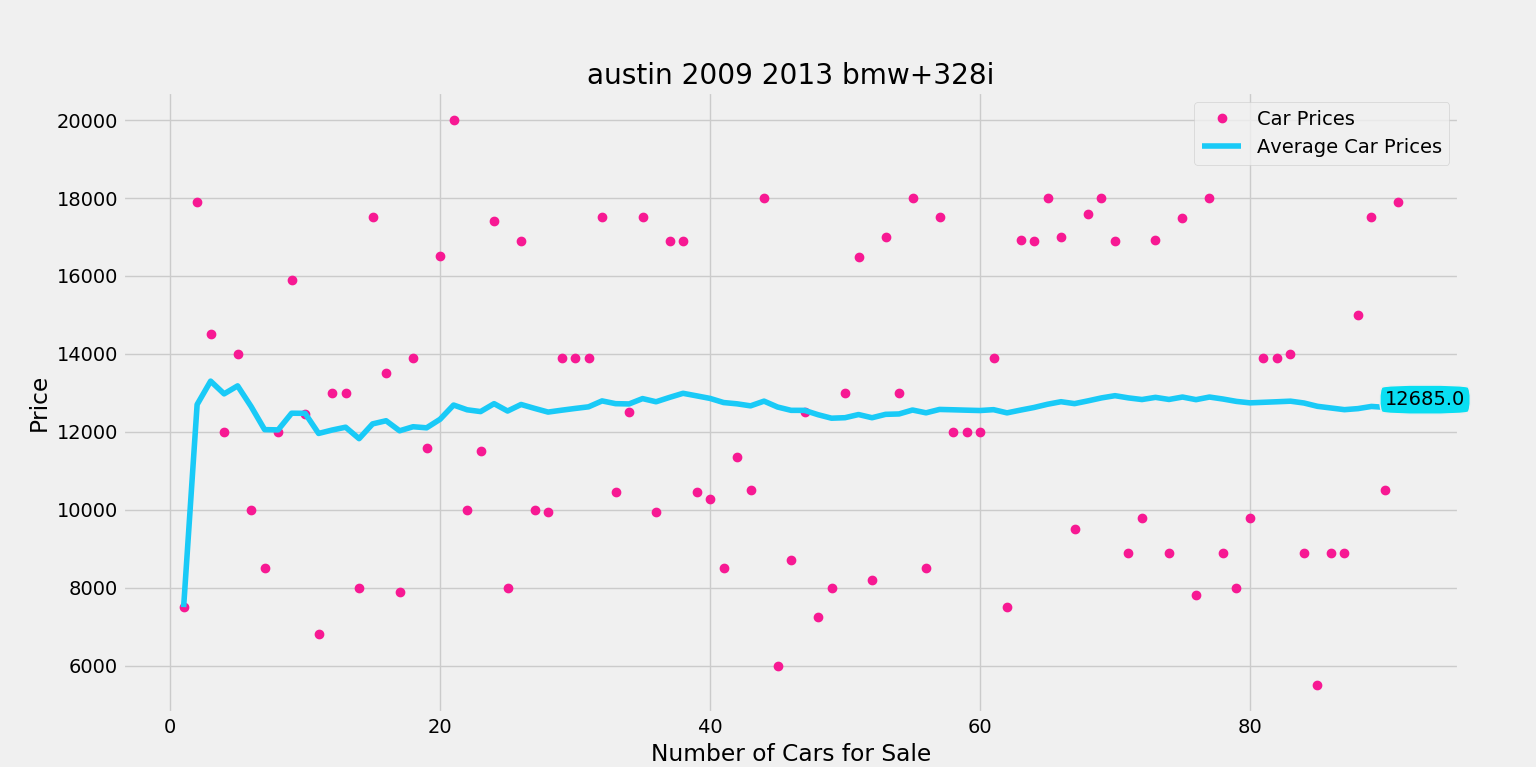 austin 2009 2013 bmw+328i
Car Prices
Average Car Prices
20000
18000
16000
14000
12000
10000
8000
6000
Price
12685.0
0 20 40 60 80
Number of Cars for Sale